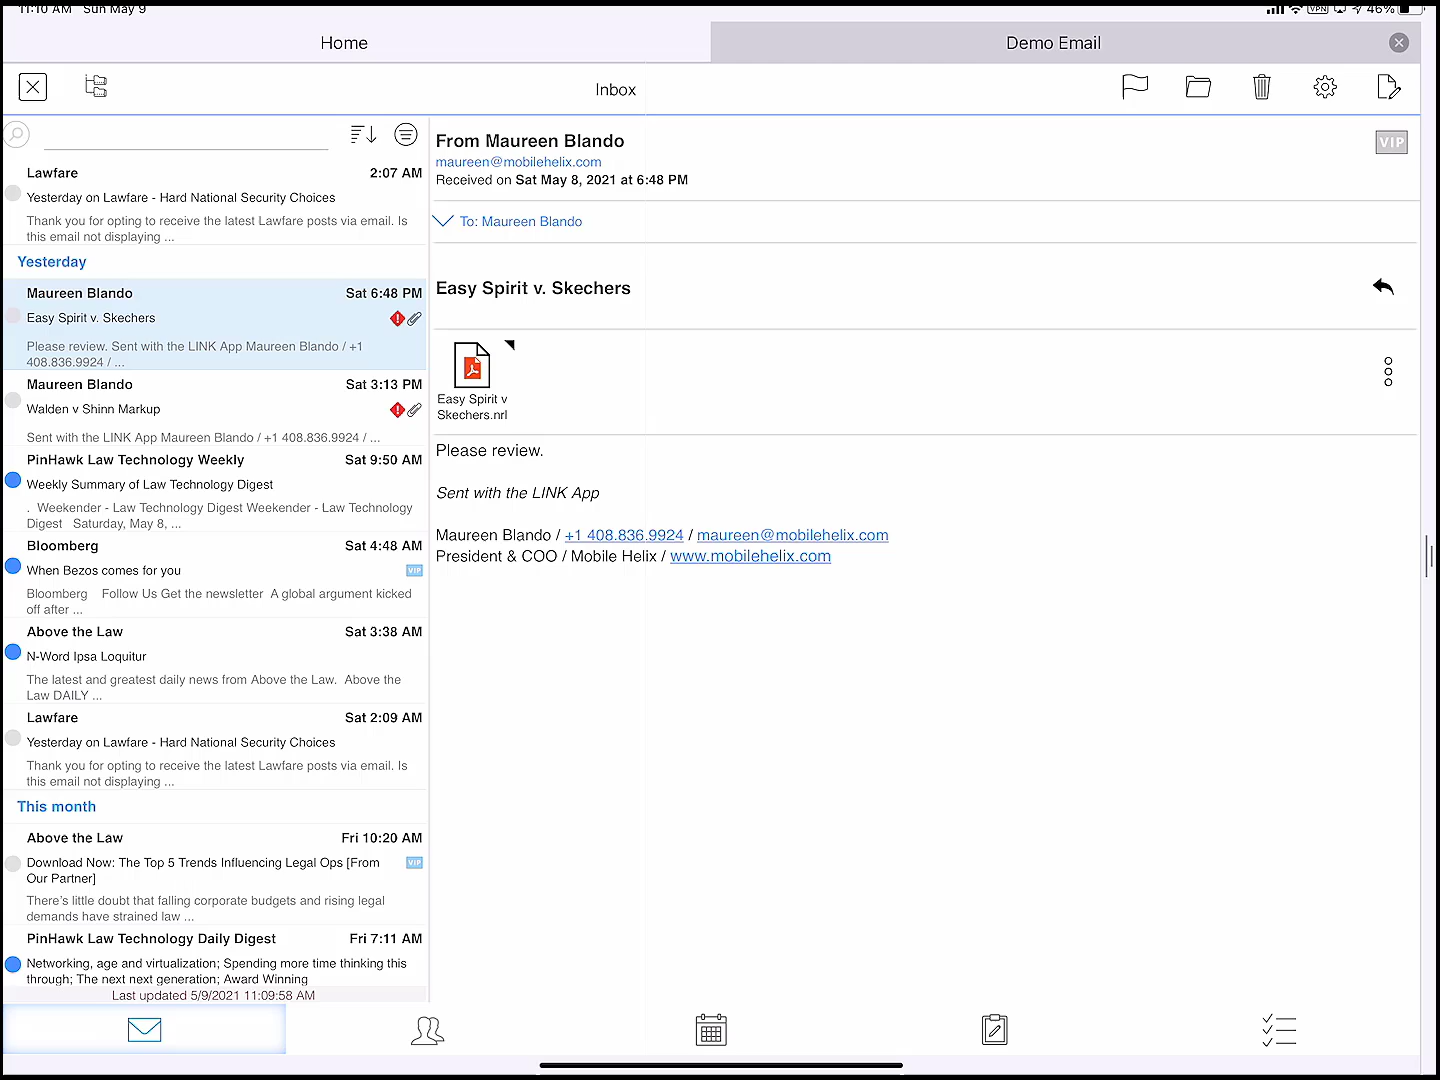 11:10 AM Sun May 9
VPN 46%
Home
Demo Email
Inbox
Lawfare 2:07 AM
Yesterday on Lawfare - Hard National Security Choices
Thank you for opting to receive the latest Lawfare posts via email. Is
this email not displaying ...
Yesterday
Maureen Blando Sat 6:48 PM
Easy Spirit v. Skechers
Please review. Sent with the LINK App Maureen Blando / +1
408.836.9924 / ...
Maureen Blando Sat 3:13 PM
Walden v Shinn Markup
Sent with the LINK App Maureen Blando / +1 408.836.9924 / ...
PinHawk Law Technology Weekly Sat 9:50 AM
Weekly Summary of Law Technology Digest
. Weekender - Law Technology Digest Weekender - Law Technology
Digest Saturday, May 8, ...
Bloomberg Sat 4:48 AM
When Bezos comes for you VIP
Bloomberg Follow Us Get the newsletter A global argument kicked
off after ...
Above the Law Sat 3:38 AM
N-Word Ipsa Loquitur
The latest and greatest daily news from Above the Law. Above the
Law DAILY ...
Lawfare Sat 2:09 AM
Yesterday on Lawfare - Hard National Security Choices
Thank you for opting to receive the latest Lawfare posts via email. Is
this email not displaying ...
This month
Above the Law Fri 10:20 AM
Download Now: The Top 5 Trends Influencing Legal Ops [From VIP
Our Partner]
There's little doubt that falling corporate budgets and rising legal
demands have strained law ...
PinHawk Law Technology Daily Digest Fri 7:11 AM
Networking, age and virtualization; Spending more time thinking this
through; The next next generation; Award Winning
Last updated 5/9/2021 11:09:58 AM
From Maureen Blando
VIP
maureen@mobilehelix.com
Received on Sat May 8, 2021 at 6:48 PM
To: Maureen Blando
Easy Spirit v. Skechers
Easy Spirit v
Skechers.nrl
Please review.
Sent with the LINK App
Maureen Blando / +1 408.836.9924 / maureen@mobilehelix.com
President & COO / Mobile Helix / www.mobilehelix.com